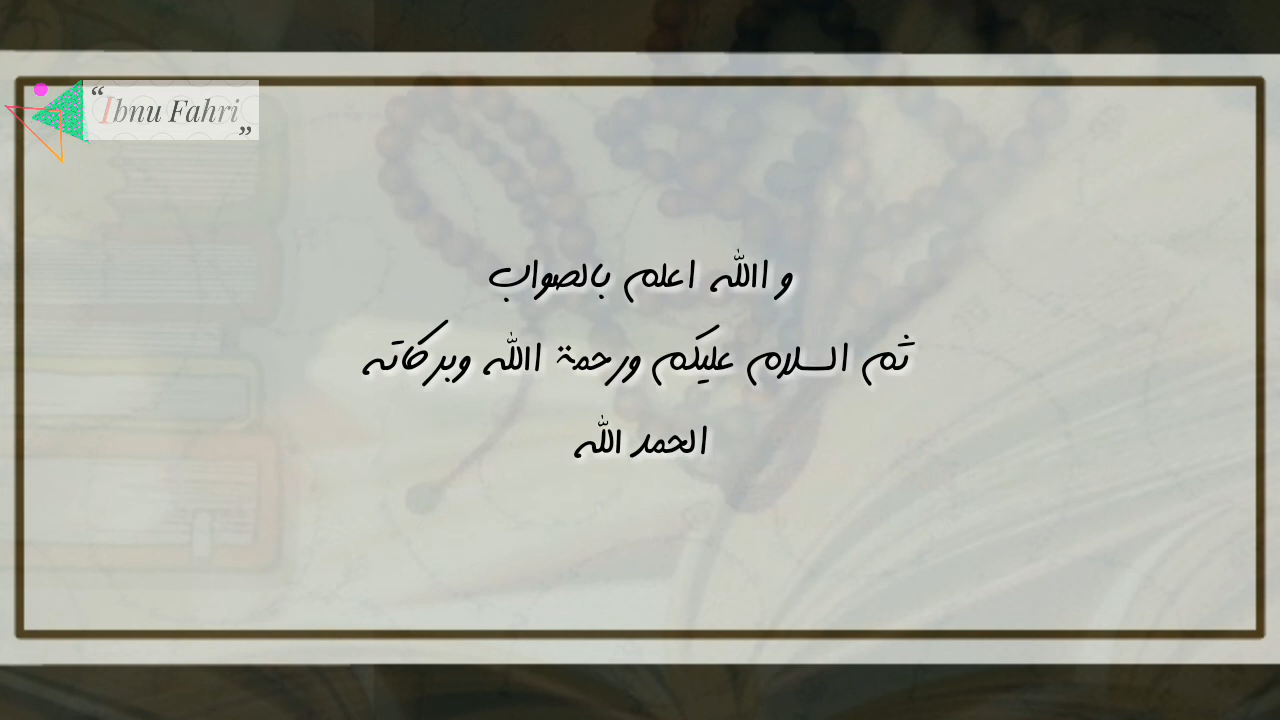 “Ibnu Fahri”
و االله اعلم بالصواب
ثم السلام عليكم ورحمة االله وبركاته
الحمد الله